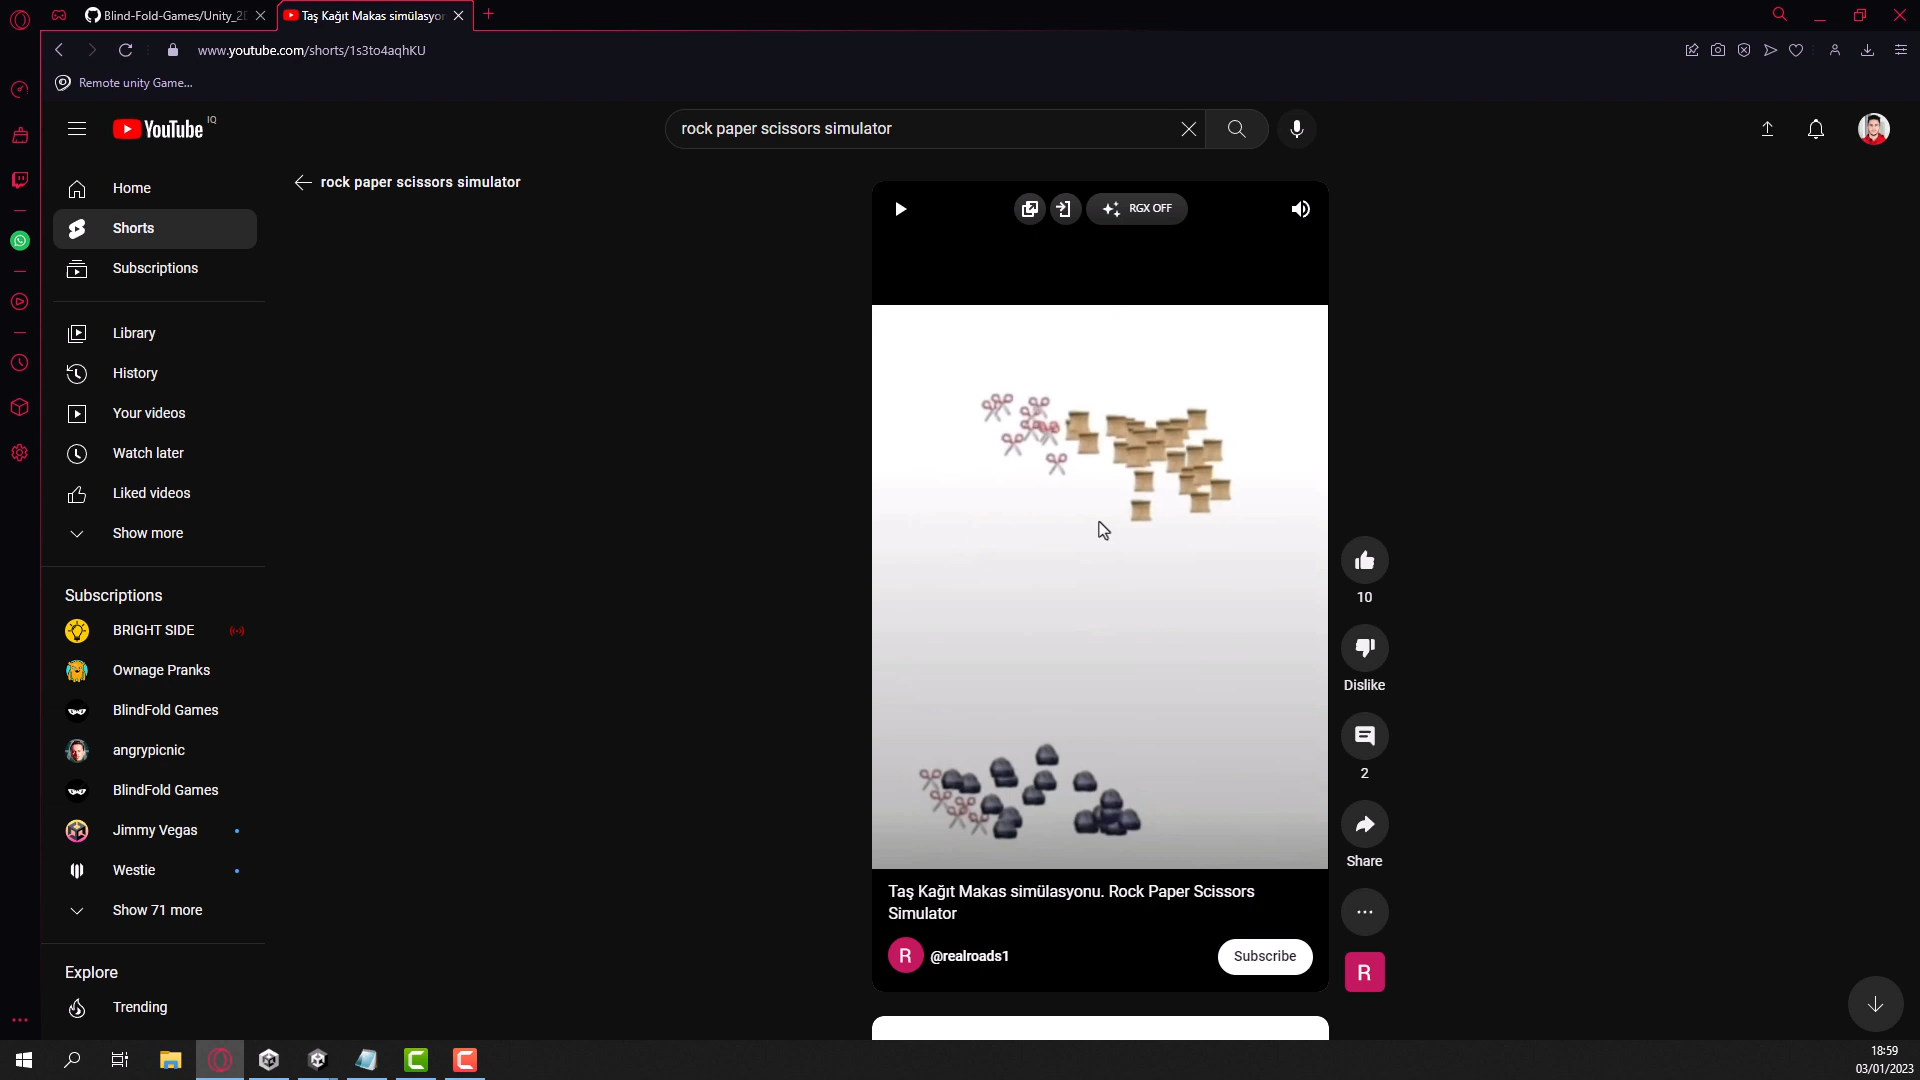 Blind-Fold-Games/Unity_2D
Taş Kağıt Makas simülasyon
www.youtube.com/shorts/1s3to4aqhKU
Remote unity Game...
YouTube IQ
rock paper scissors simulator
Home
Shorts
Subscriptions
Library
History
Your videos
Watch later
Liked videos
Show more
Subscriptions
BRIGHT SIDE
Ownage Pranks
BlindFold Games
angrypicnic
BlindFold Games
Jimmy Vegas
Westie
Show 71 more
Explore
Trending
rock paper scissors simulator
RGX OFF
Taş Kağıt Makas simülasyonu. Rock Paper Scissors
Simulator
R
@realroads1
Subscribe
10
Dislike
2
Share
R
18:59
03/01/2023